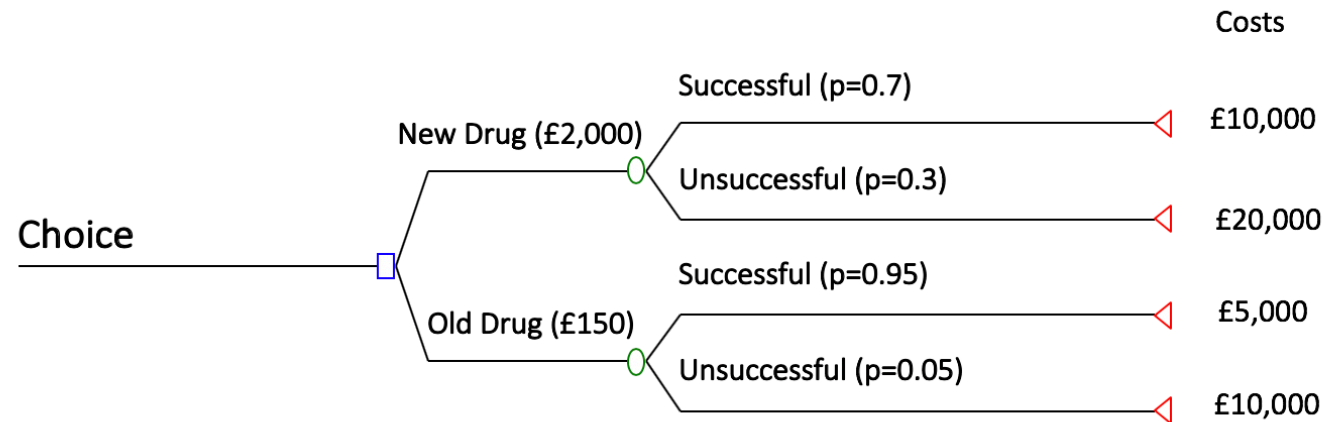 Costs
Successful (p=0.7)
£10,000
New Drug (£2,000)
Unsuccessful (p=0.3)
£20,000
Choice
Successful (p=0.95)
£5,000
Old Drug (£150)
Unsuccessful (p=0.05)
£10,000